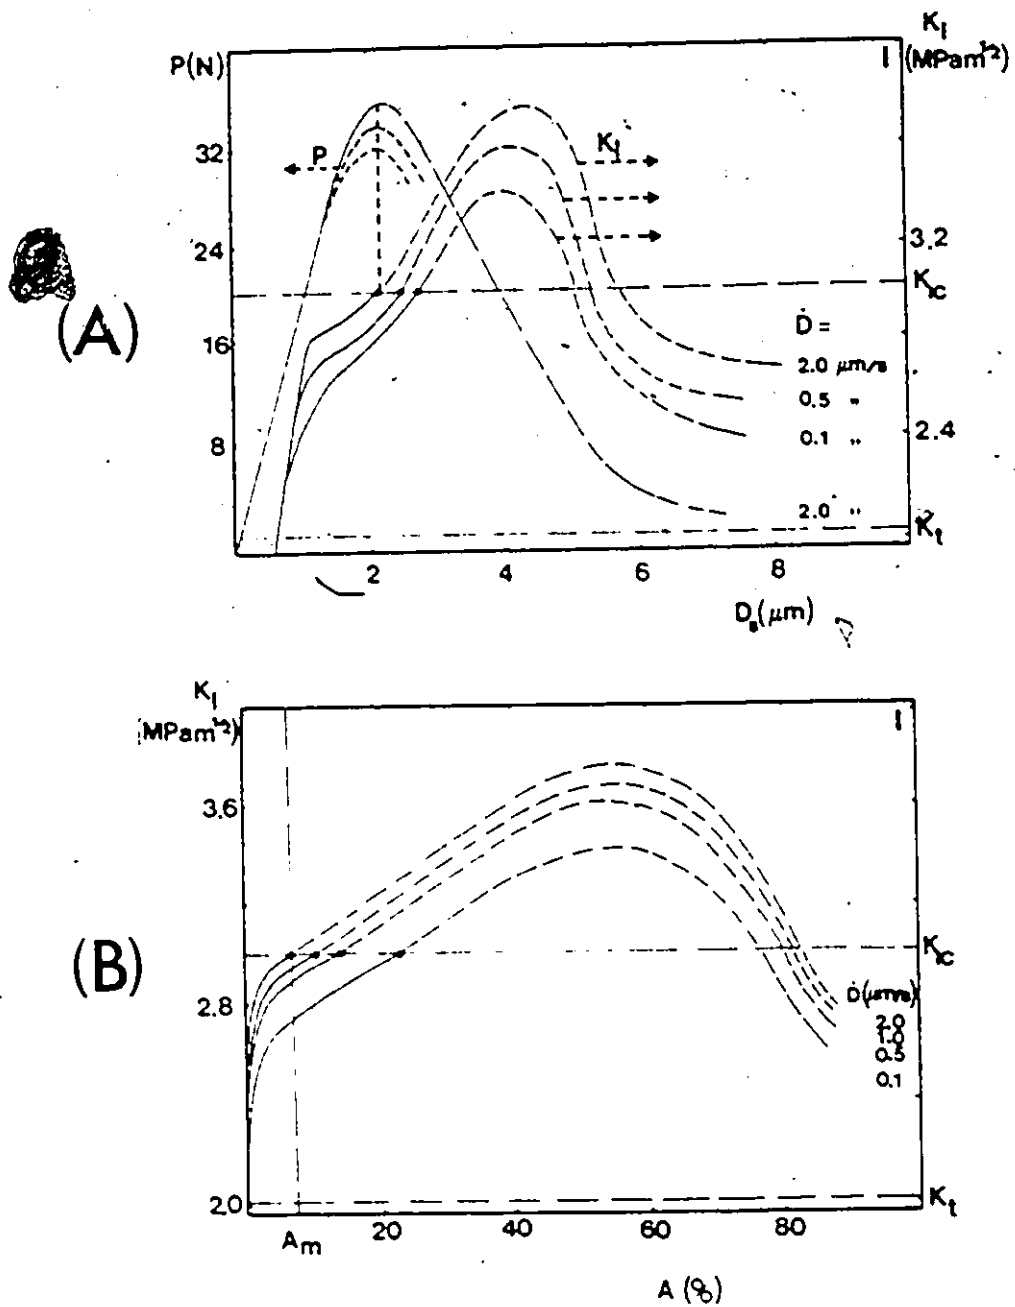 K_I
P(N)
I
(MPam^1/2)
32
P
K_I
24
3.2
(A)
K_Ic
Ḋ =
16
2.0 μm/s
0.5 "
0.1 "
2.4
8
2.0 "
K_t
2
4
6
8
D_s(μm)
K_I
(MPam^1/2)
I
3.6
(B)
K_Ic
2.8
Ḋ (μm/s)
2.0
1.0
0.5
0.1
2.0
K_t
A_m
20
40
60
80
A (%)